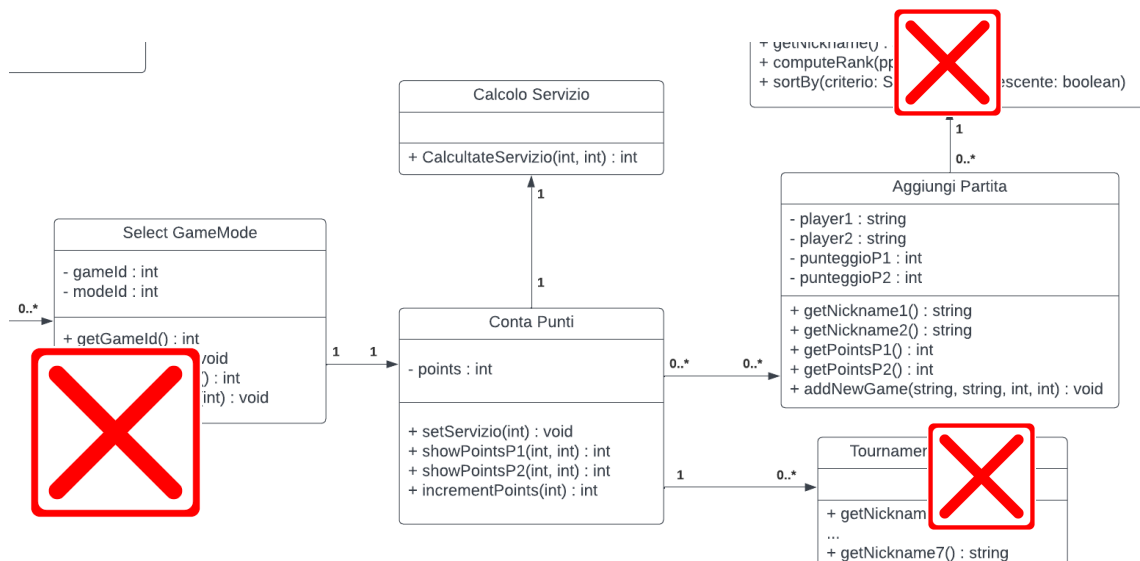 + getNickname() :
+ computeRank(
+ sortBy(criterio: S escente: boolean)
1
0..*
Calcolo Servizio
+ CalcultateServizio(int, int) : int
1
1
Aggiungi Partita
- player1 : string
- player2 : string
- punteggioP1 : int
- punteggioP2 : int
+ getNickname1() : string
+ getNickname2() : string
+ getPointsP1() : int
+ getPointsP2() : int
+ addNewGame(string, string, int, int) : void
Select GameMode
- gameId : int
- modeId : int
0..*
+ getGameId() : int
void
() : int
int) : void
1 1
Conta Punti
- points : int
+ setServizio(int) : void
+ showPointsP1(int, int) : int
+ showPointsP2(int, int) : int
+ incrementPoints(int) : int
0..* 0..*
1 0..*
Tournamer
+ getNicknam
...
+ getNickname7() : string